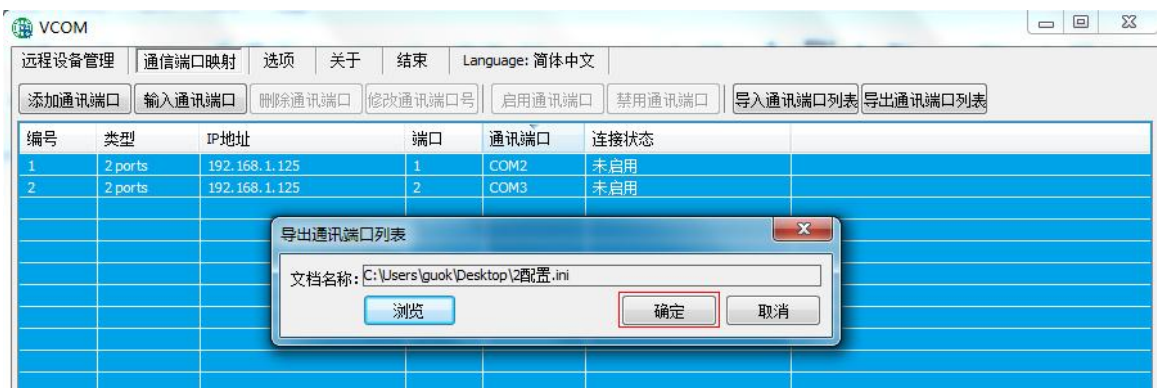 VCOM
远程设备管理 通信端口映射 选项 关于 结束 Language: 简体中文
添加通讯端口 输入通讯端口 删除通讯端口 修改通讯端口号 启用通讯端口 禁用通讯端口 导入通讯端口列表 导出通讯端口列表
编号 类型 IP地址 端口 通讯端口 连接状态
1 2 ports 192.168.1.125 1 COM2 未启用
2 2 ports 192.168.1.125 2 COM3 未启用
导出通讯端口列表
文档名称: C:\Users\guok\Desktop\2配置.ini
浏览 确定 取消